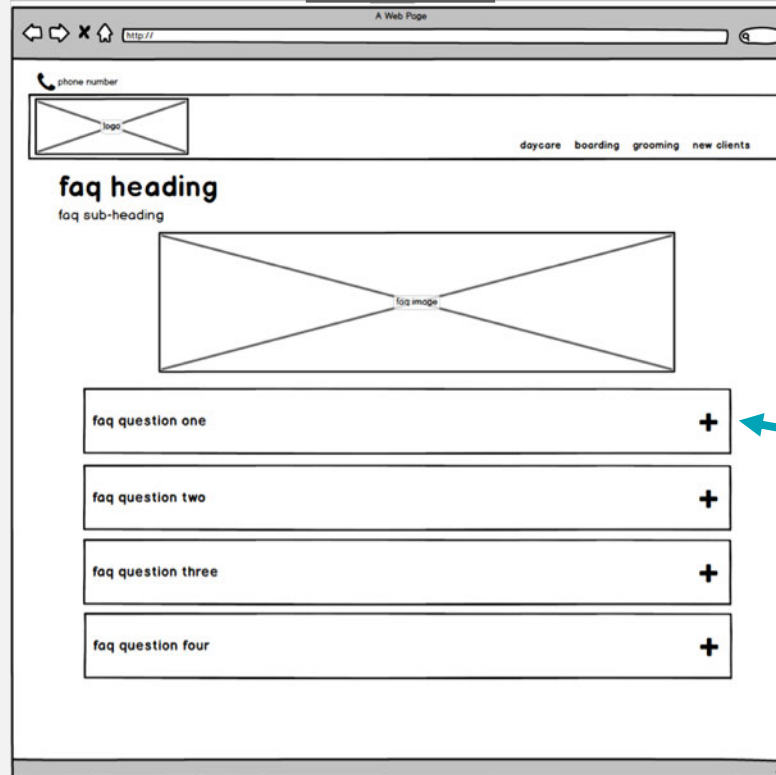 A Web Page
http://
phone number
logo
daycare boarding grooming new clients
faq heading
faq sub-heading
faq image
faq question one
faq question two
faq question three
faq question four